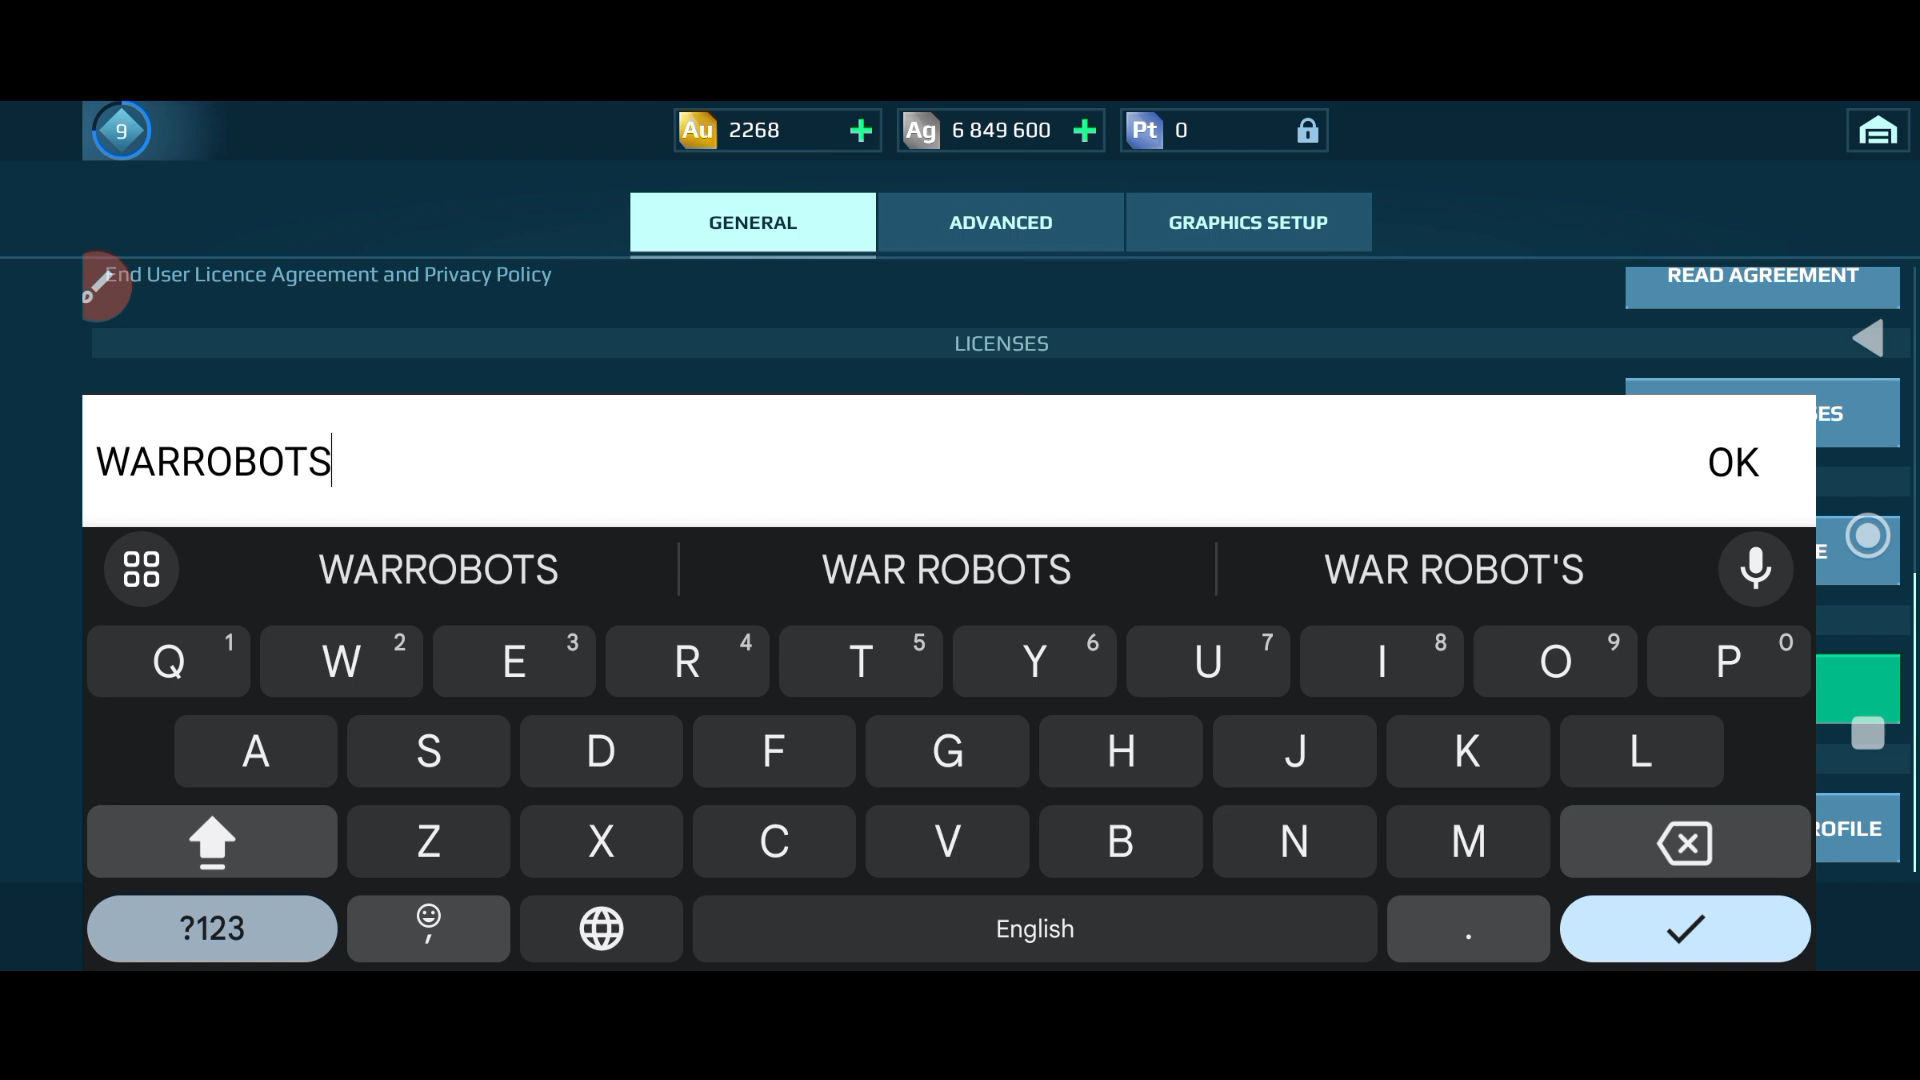 9
Au 2268 +
Ag 6 849 600 +
Pt 0
GENERAL
ADVANCED
GRAPHICS SETUP
End User Licence Agreement and Privacy Policy
READ AGREEMENT
LICENSES
SES
WARROBOTS
OK
E
WARROBOTS
WAR ROBOTS
WAR ROBOT'S
Q 1 W 2 E 3 R 4 T 5 Y 6 U 7 I 8 O 9 P 0
A S D F G H J K L
Z X C V B N M
ROFILE
?123 , English .